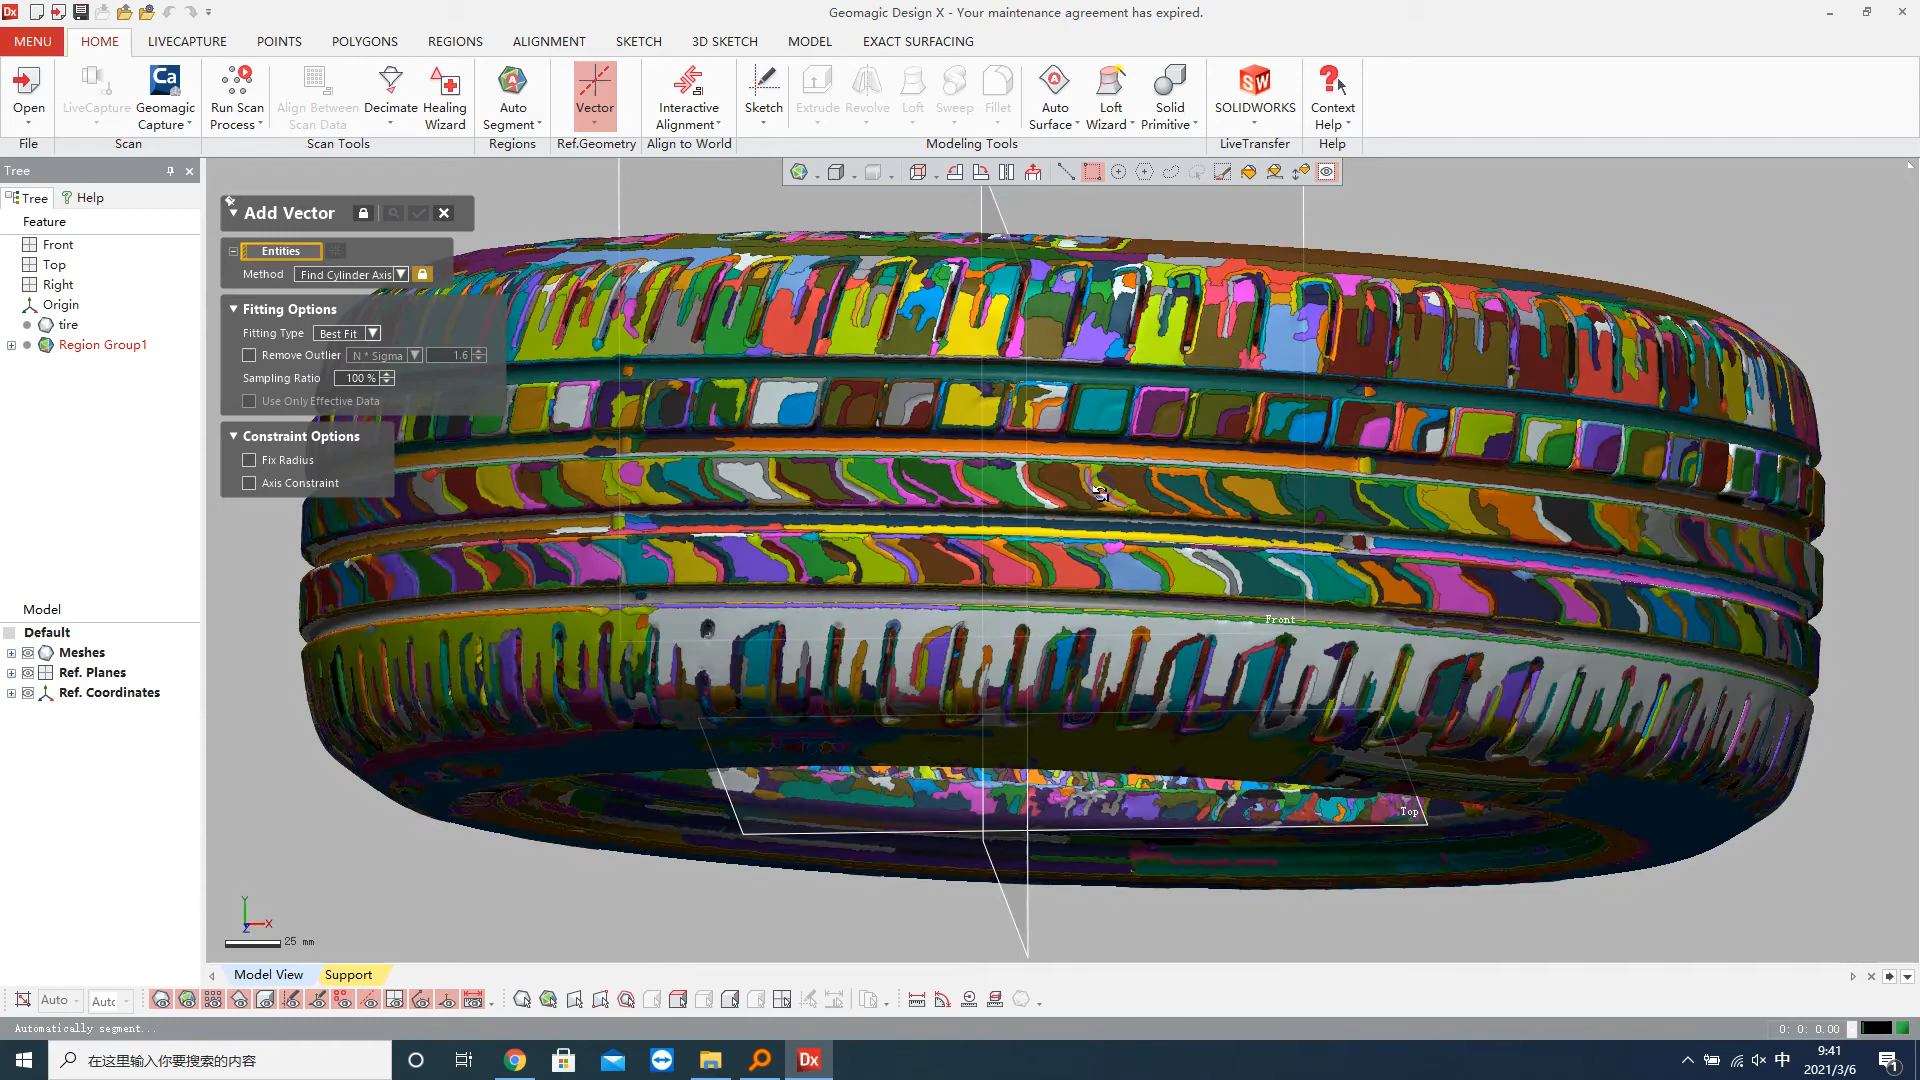 Dx
Geomagic Design X - Your maintenance agreement has expired.
MENU HOME LIVECAPTURE POINTS POLYGONS REGIONS ALIGNMENT SKETCH 3D SKETCH MODEL EXACT SURFACING
Open LiveCapture Geomagic Capture Run Scan Process Align Between Scan Data Decimate Healing Wizard Auto Segment Vector Interactive Alignment Sketch Extrude Revolve Loft Sweep Fillet Auto Surface Loft Wizard Solid Primitive SOLIDWORKS Context Help
File Scan Scan Tools Regions Ref.Geometry Align to World Modeling Tools LiveTransfer Help
Tree
Tree Help
Feature
Front
Top
Right
Origin
tire
Region Group1
Model
Default
Meshes
Ref. Planes
Ref. Coordinates
Add Vector
Entities
Method Find Cylinder Axis
Fitting Options
Fitting Type Best Fit
Remove Outlier N * Sigma 1.6
Sampling Ratio 100 %
Use Only Effective Data
Constraint Options
Fix Radius
Axis Constraint
Front
Top
Y
X
Z
25 mm
Model View Support
Auto Autc
Automatically segment...
0: 0: 0.00
在这里输入你要搜索的内容
Dx
中
9:41
2021/3/6
1